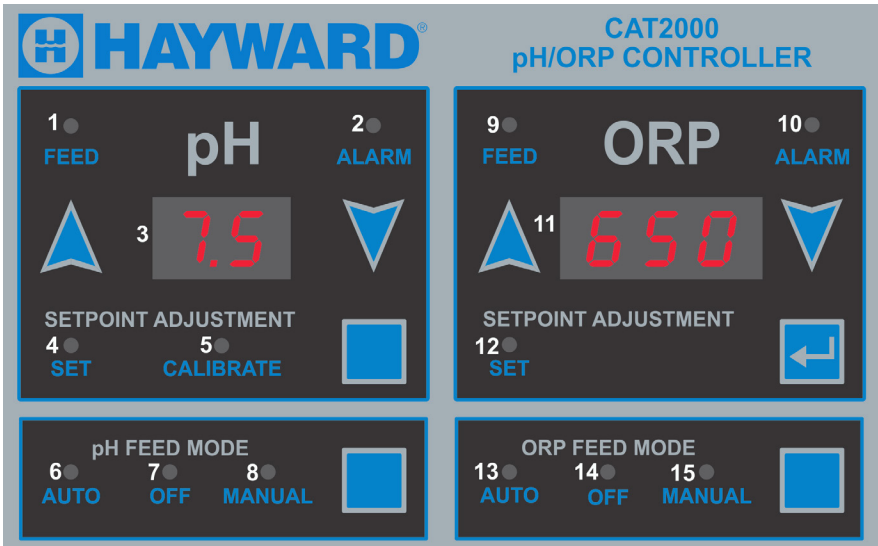 HAYWARD®
CAT2000
pH/ORP CONTROLLER
1
FEED
pH
2
ALARM
3
7.5
SETPOINT ADJUSTMENT
4
SET
5
CALIBRATE
pH FEED MODE
6
AUTO
7
OFF
8
MANUAL
9
FEED
ORP
10
ALARM
11
650
SETPOINT ADJUSTMENT
12
SET
ORP FEED MODE
13
AUTO
14
OFF
15
MANUAL